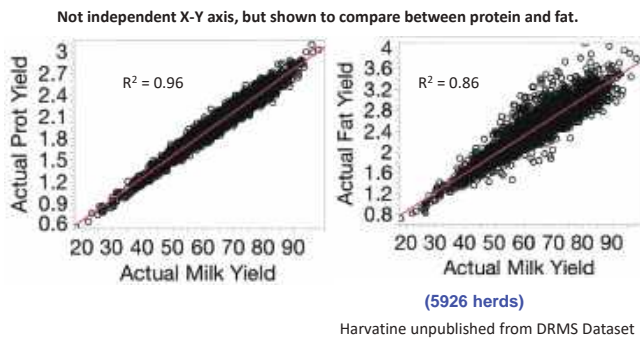 Not independent X-Y axis, but shown to compare between protein and fat.
Actual Prot Yield
3
2.7
2.4
2.1
1.8
1.5
1.2
0.9
0.6
R² = 0.96
20 30 40 50 60 70 80 90
Actual Milk Yield
Actual Fat Yield
4
3.6
3.2
2.8
2.4
2
1.6
1.2
0.8
R² = 0.86
20 30 40 50 60 70 80 90
Actual Milk Yield
(5926 herds)
Harvatine unpublished from DRMS Dataset